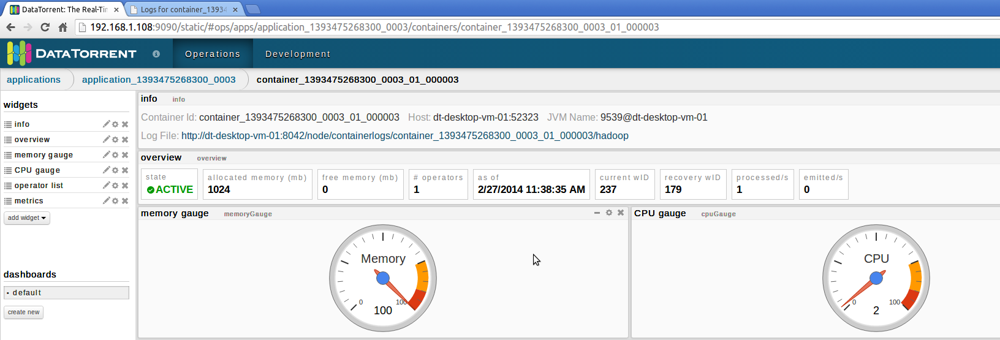 DataTorrent: The Real-Tim
Logs for container_13934
192.168.1.108:9090/static/#ops/apps/application_1393475268300_0003/containers/container_1393475268300_0003_01_000003
DATATORRENT
Operations
Development
applications
application_1393475268300_0003
container_1393475268300_0003_01_000003
widgets
info
overview
memory gauge
CPU gauge
operator list
metrics
add widget
dashboards
• default
create new
info info
Container Id: container_1393475268300_0003_01_000003 Host: dt-desktop-vm-01:52323 JVM Name: 9539@dt-desktop-vm-01
Log File: http://dt-desktop-vm-01:8042/node/containerlogs/container_1393475268300_0003_01_000003/hadoop
overview overview
state
ACTIVE
allocated memory (mb)
1024
free memory (mb)
0
# operators
1
as of
2/27/2014 11:38:35 AM
current wID
237
recovery wID
179
processed/s
1
emitted/s
0
memory gauge memoryGauge
Memory
0 100
100
CPU gauge cpuGauge
CPU
0 100
2